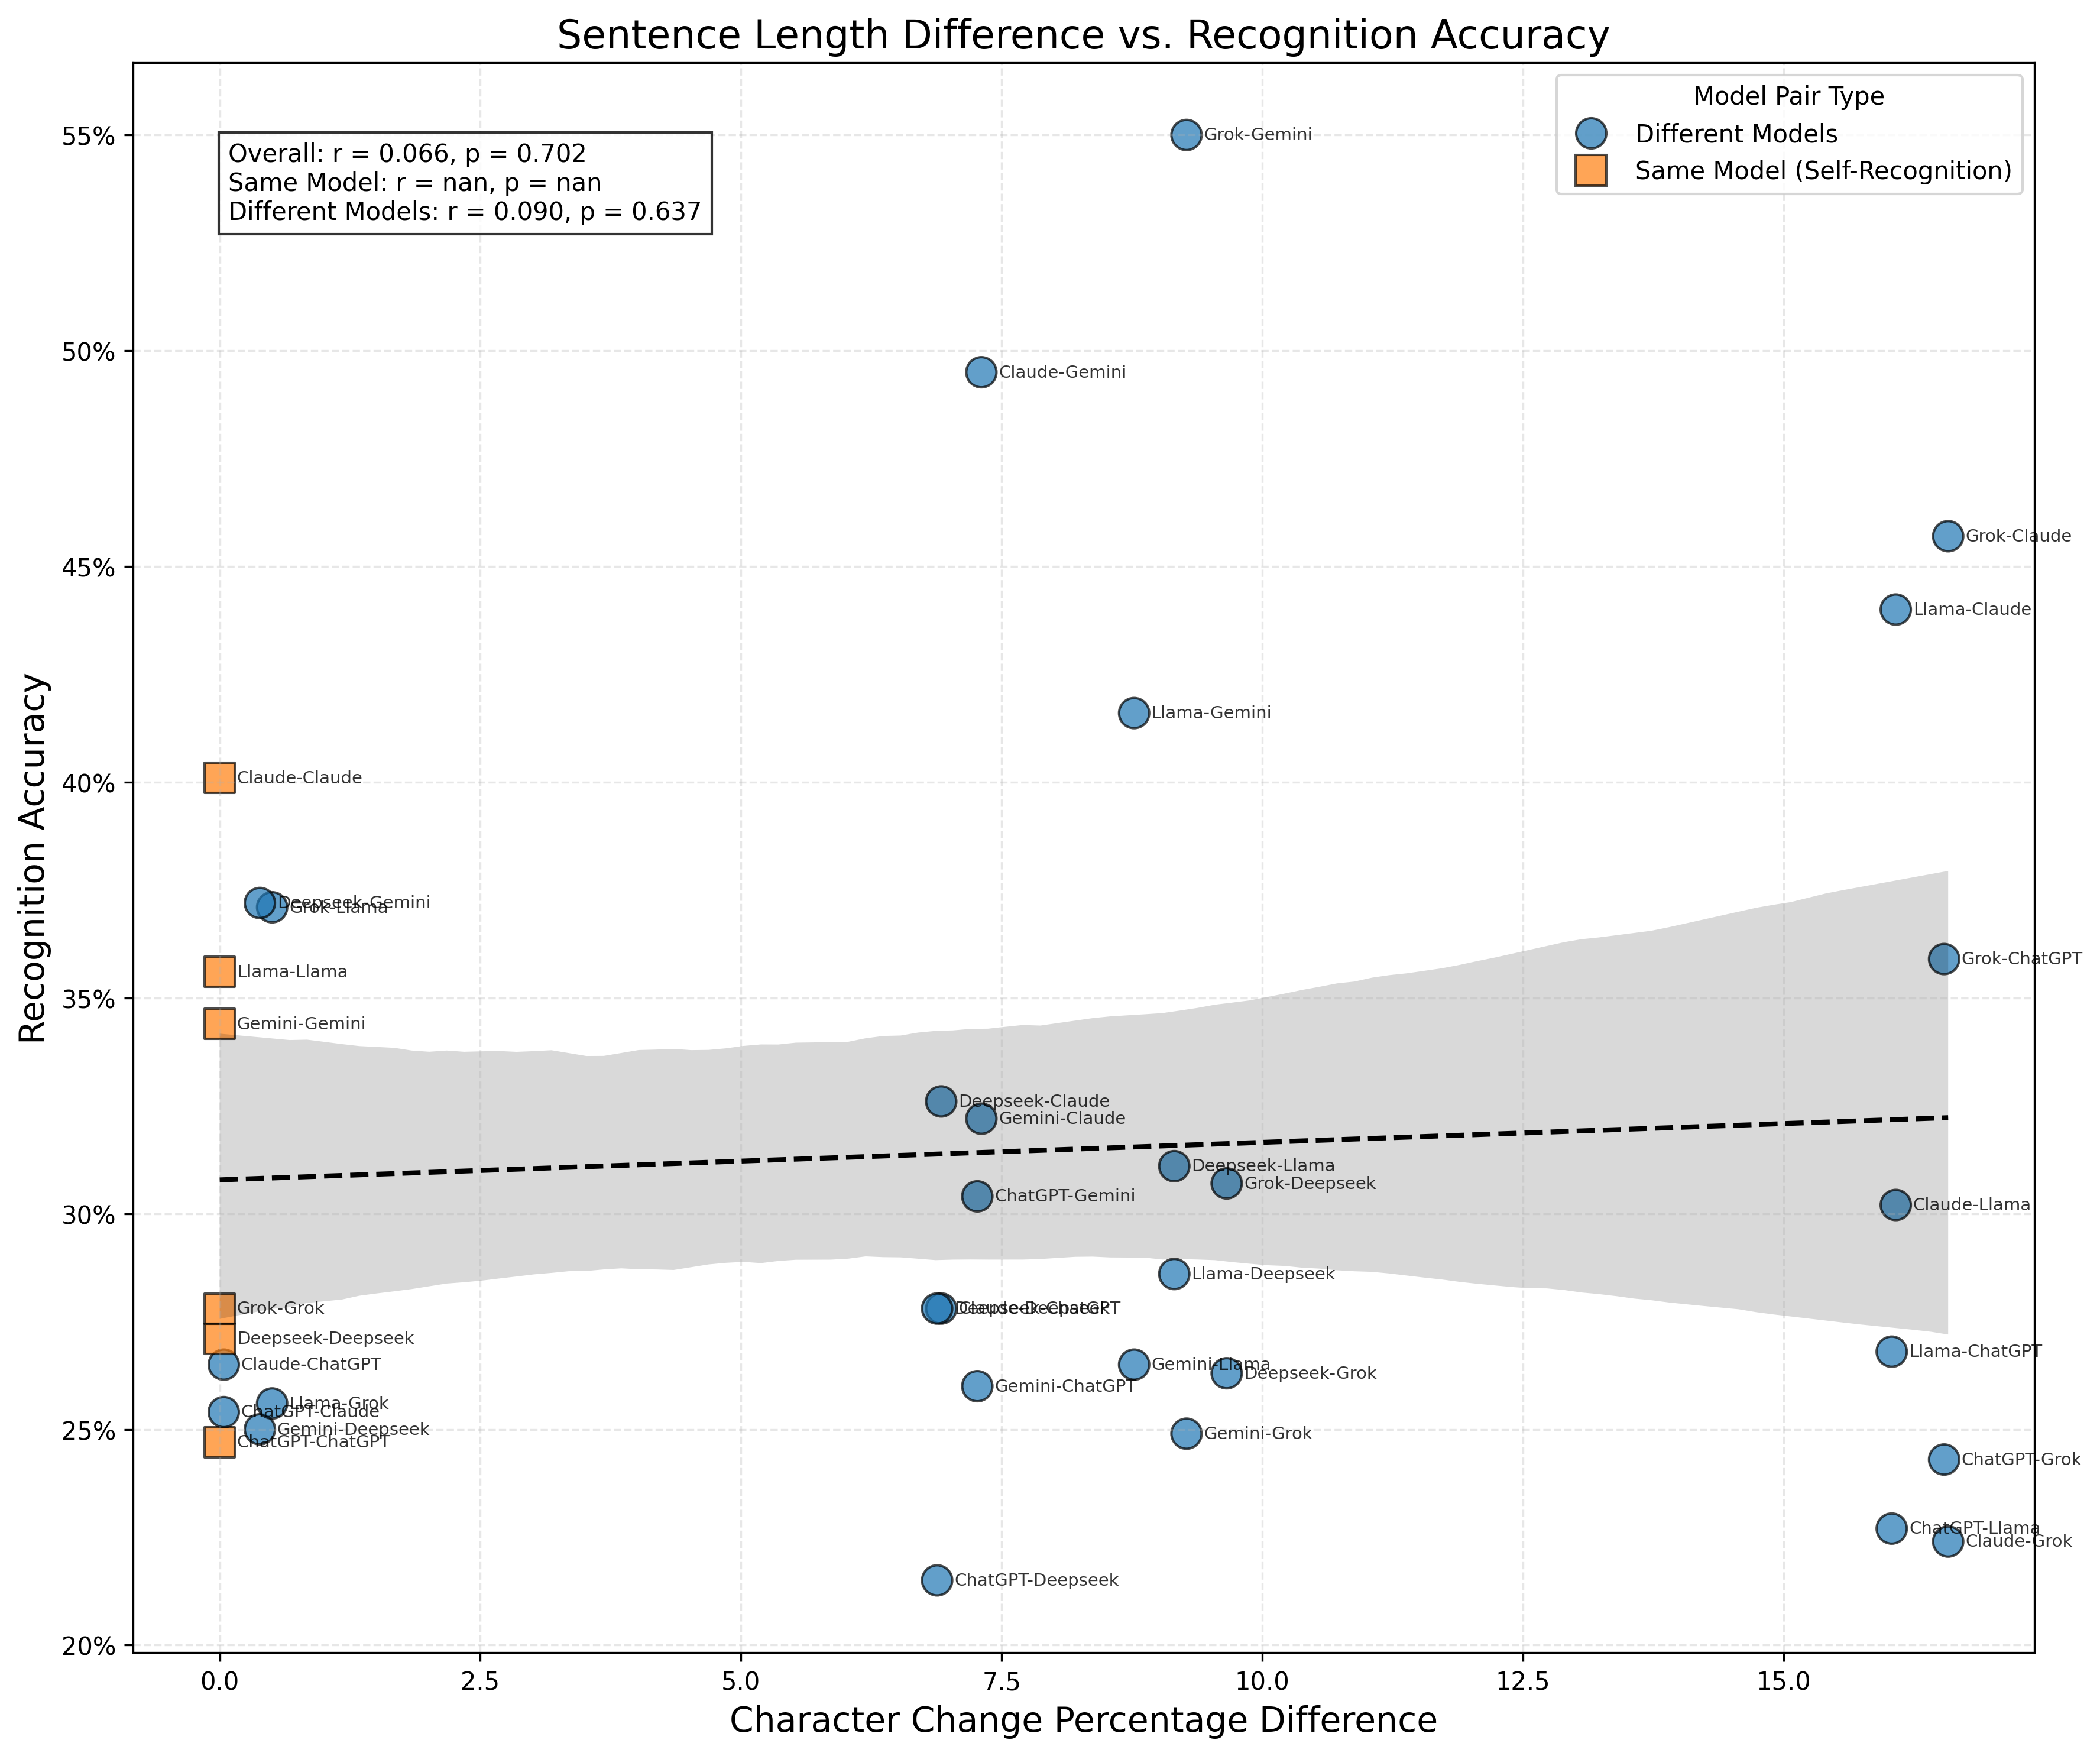 Sentence Length Difference vs. Recognition Accuracy
Model Pair Type
Different Models
Same Model (Self-Recognition)
Overall: r = 0.066, p = 0.702
Same Model: r = nan, p = nan
Different Models: r = 0.090, p = 0.637
Recognition Accuracy
55%
50%
45%
40%
35%
30%
25%
20%
Grok-Gemini
Claude-Gemini
Grok-Claude
Llama-Claude
Llama-Gemini
Claude-Claude
Deepseek-Gemini
Grok-Llama
Llama-Llama
Grok-ChatGPT
Gemini-Gemini
Deepseek-Claude
Gemini-Claude
Deepseek-Llama
Grok-Deepseek
ChatGPT-Gemini
Claude-Llama
Llama-Deepseek
Grok-Grok
Deepseek-ChatGPT
Claude-Deepseek
Deepseek-Deepseek
Llama-ChatGPT
Claude-ChatGPT
Gemini-Llama
Deepseek-Grok
Gemini-ChatGPT
Llama-Grok
ChatGPT-Claude
Gemini-Deepseek
Gemini-Grok
ChatGPT-ChatGPT
ChatGPT-Grok
ChatGPT-Llama
Claude-Grok
ChatGPT-Deepseek
0.0 2.5 5.0 7.5 10.0 12.5 15.0
Character Change Percentage Difference